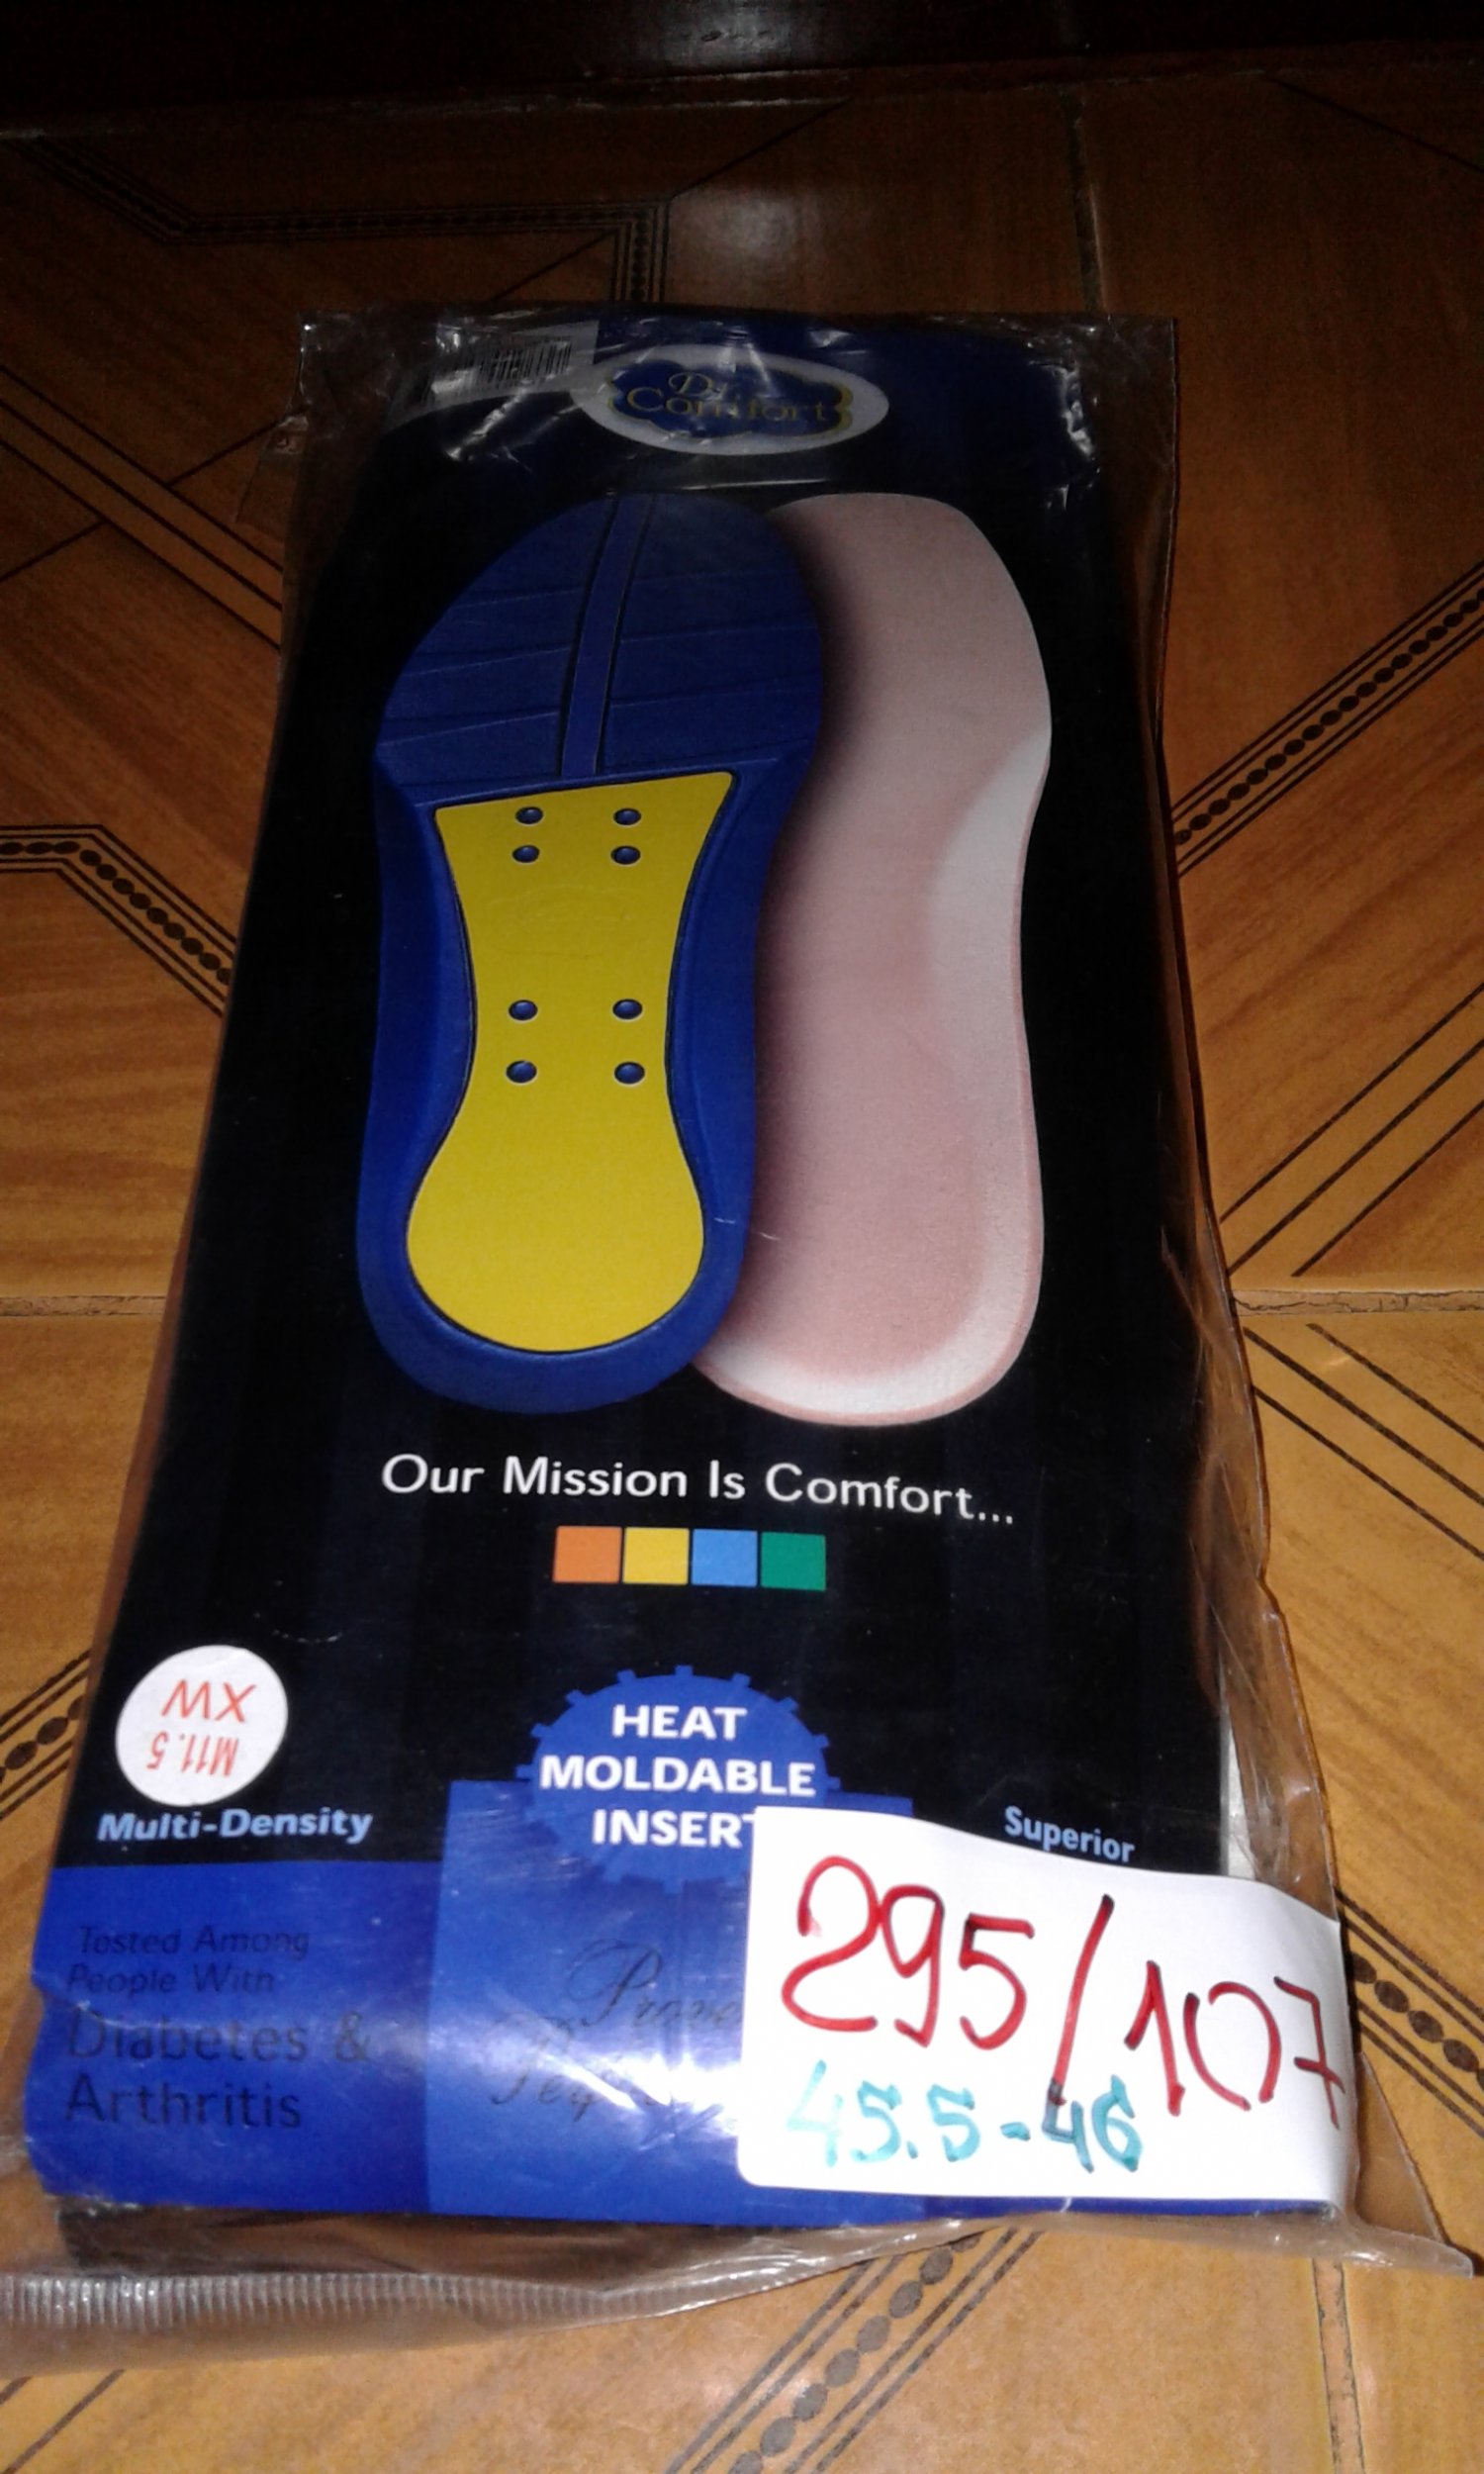 Dr.
Comfort
Our Mission Is Comfort...
M11.5
XW
HEAT
MOLDABLE
INSERT
Multi-Density
Superior
Tested Among
People With
Diabetes &
Arthritis
295/107
45.5-46